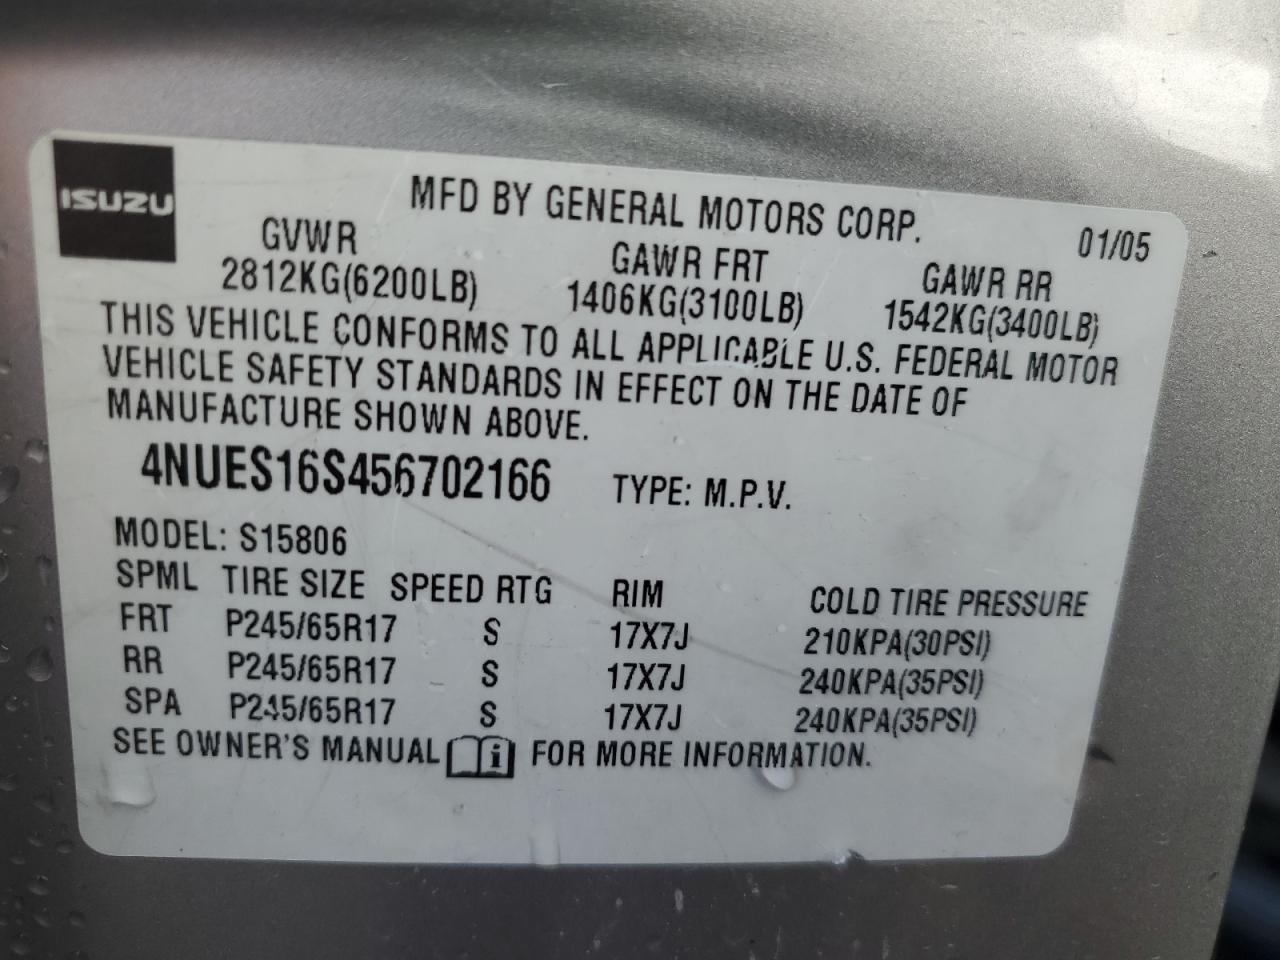 ISUZU
MFD BY GENERAL MOTORS CORP. 01/05
GVWR GAWR FRT GAWR RR
2812KG(6200LB) 1406KG(3100LB) 1542KG(3400LB)
THIS VEHICLE CONFORMS TO ALL APPLICABLE U.S. FEDERAL MOTOR
VEHICLE SAFETY STANDARDS IN EFFECT ON THE DATE OF
MANUFACTURE SHOWN ABOVE.
4NUES16S456702166 TYPE: M.P.V.
MODEL: S15806
SPML TIRE SIZE SPEED RTG RIM COLD TIRE PRESSURE
FRT P245/65R17 S 17X7J 210KPA(30PSI)
RR P245/65R17 S 17X7J 240KPA(35PSI)
SPA P245/65R17 S 17X7J 240KPA(35PSI)
SEE OWNER'S MANUAL i FOR MORE INFORMATION.